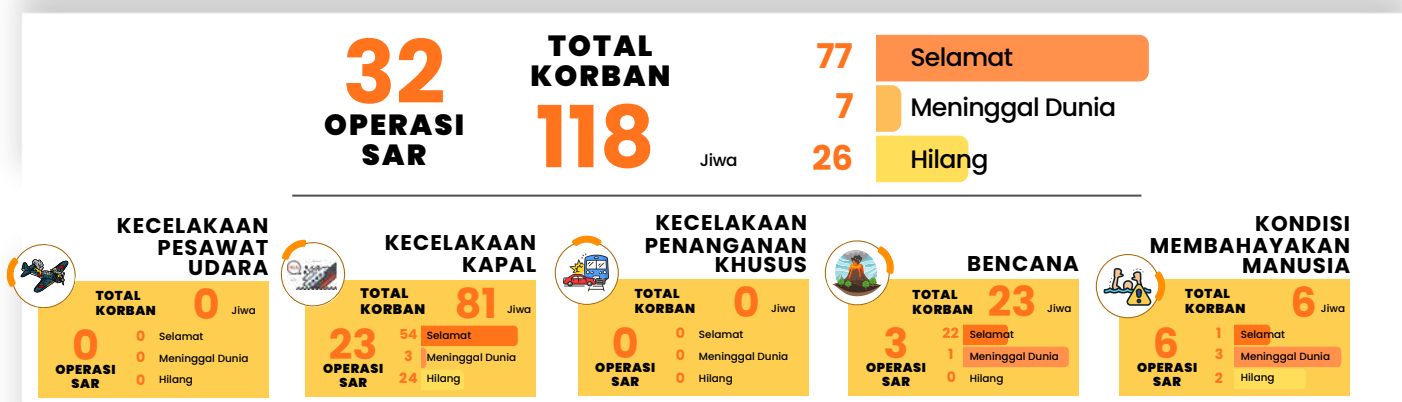 32
OPERASI
SAR
TOTAL
KORBAN
118
Jiwa
77 Selamat
7 Meninggal Dunia
26 Hilang
KECELAKAAN
PESAWAT
UDARA
TOTAL
KORBAN
0 Jiwa
0
OPERASI
SAR
0 Selamat
0 Meninggal Dunia
0 Hilang
KECELAKAAN
KAPAL
TOTAL
KORBAN
81 Jiwa
23
OPERASI
SAR
54 Selamat
3 Meninggal Dunia
24 Hilang
KECELAKAAN
PENANGANAN
KHUSUS
TOTAL
KORBAN
0 Jiwa
0
OPERASI
SAR
0 Selamat
0 Meninggal Dunia
0 Hilang
BENCANA
TOTAL
KORBAN
23 Jiwa
3
OPERASI
SAR
22 Selamat
1 Meninggal Dunia
0 Hilang
KONDISI
MEMBAHAYAKAN
MANUSIA
TOTAL
KORBAN
6 Jiwa
6
OPERASI
SAR
1 Selamat
3 Meninggal Dunia
2 Hilang